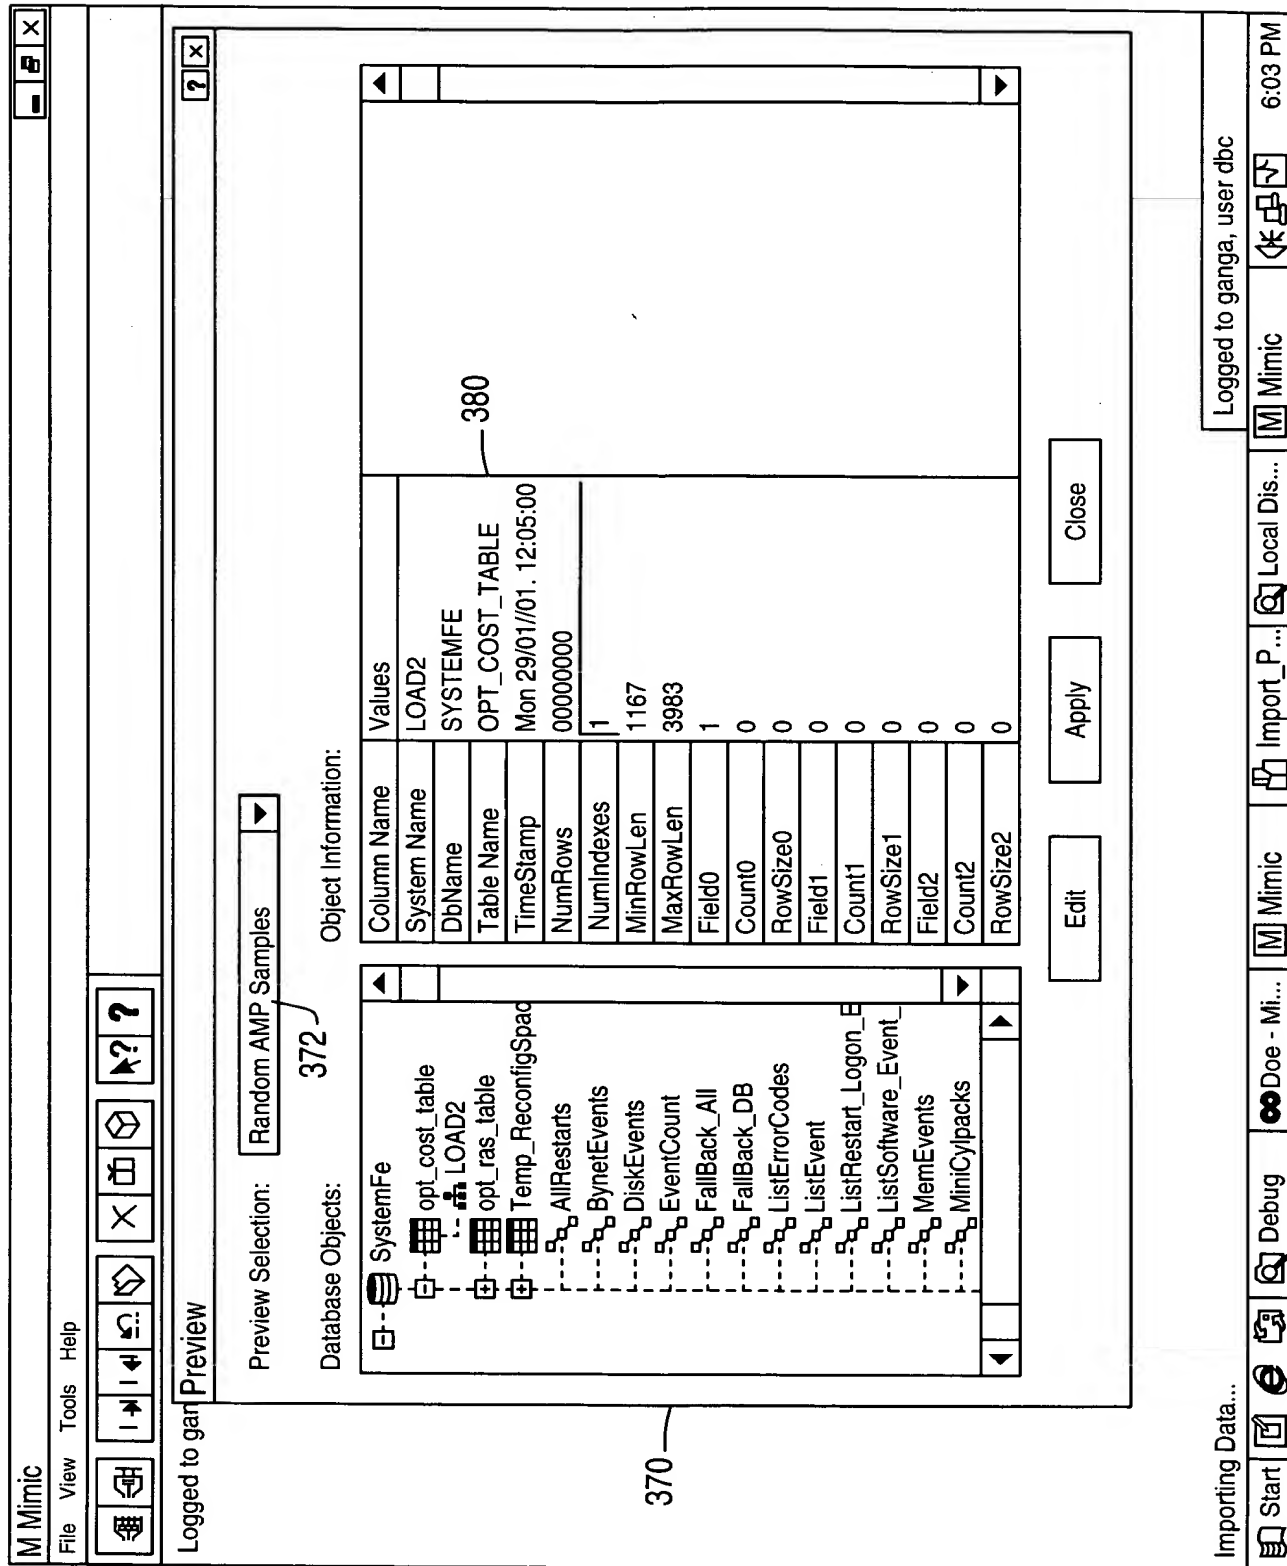 M Mimic
File View Tools Help
Logged to gan
Preview
Preview Selection:
Random AMP Samples
372
Database Objects:
Object Information:
SystemFe
opt_cost_table
LOAD2
opt_ras_table
Temp_ReconfigSpac
AllRestarts
BynetEvents
DiskEvents
EventCount
FallBack_All
FallBack_DB
ListErrorCodes
ListEvent
ListRestart_Logon_E
ListSoftware_Event_
MemEvents
MiniCylpacks
Column Name Values
System Name LOAD2
DbName SYSTEMFE
Table Name OPT_COST_TABLE
TimeStamp Mon 29/01//01. 12:05:00
NumRows 00000000
NumIndexes 1
MinRowLen 1167
MaxRowLen 3983
Field0 1
Count0 0
RowSize0 0
Field1 0
Count1 0
RowSize1 0
Field2 0
Count2 0
RowSize2 0
380
370
Edit Apply Close
Importing Data...
Logged to ganga, user dbc
Start Debug Doe - Mi... M Mimic Import_P... Local Dis... M Mimic 6:03 PM